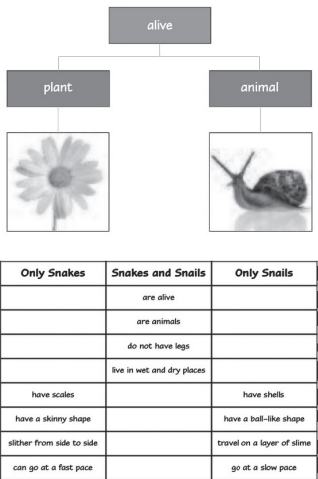 alive
plant animal
Only Snakes Snakes and Snails Only Snails
are alive
are animals
do not have legs
live in wet and dry places
have scales have shells
have a skinny shape have a ball-like shape
slither from side to side travel on a layer of slime
can go at a fast pace go at a slow pace